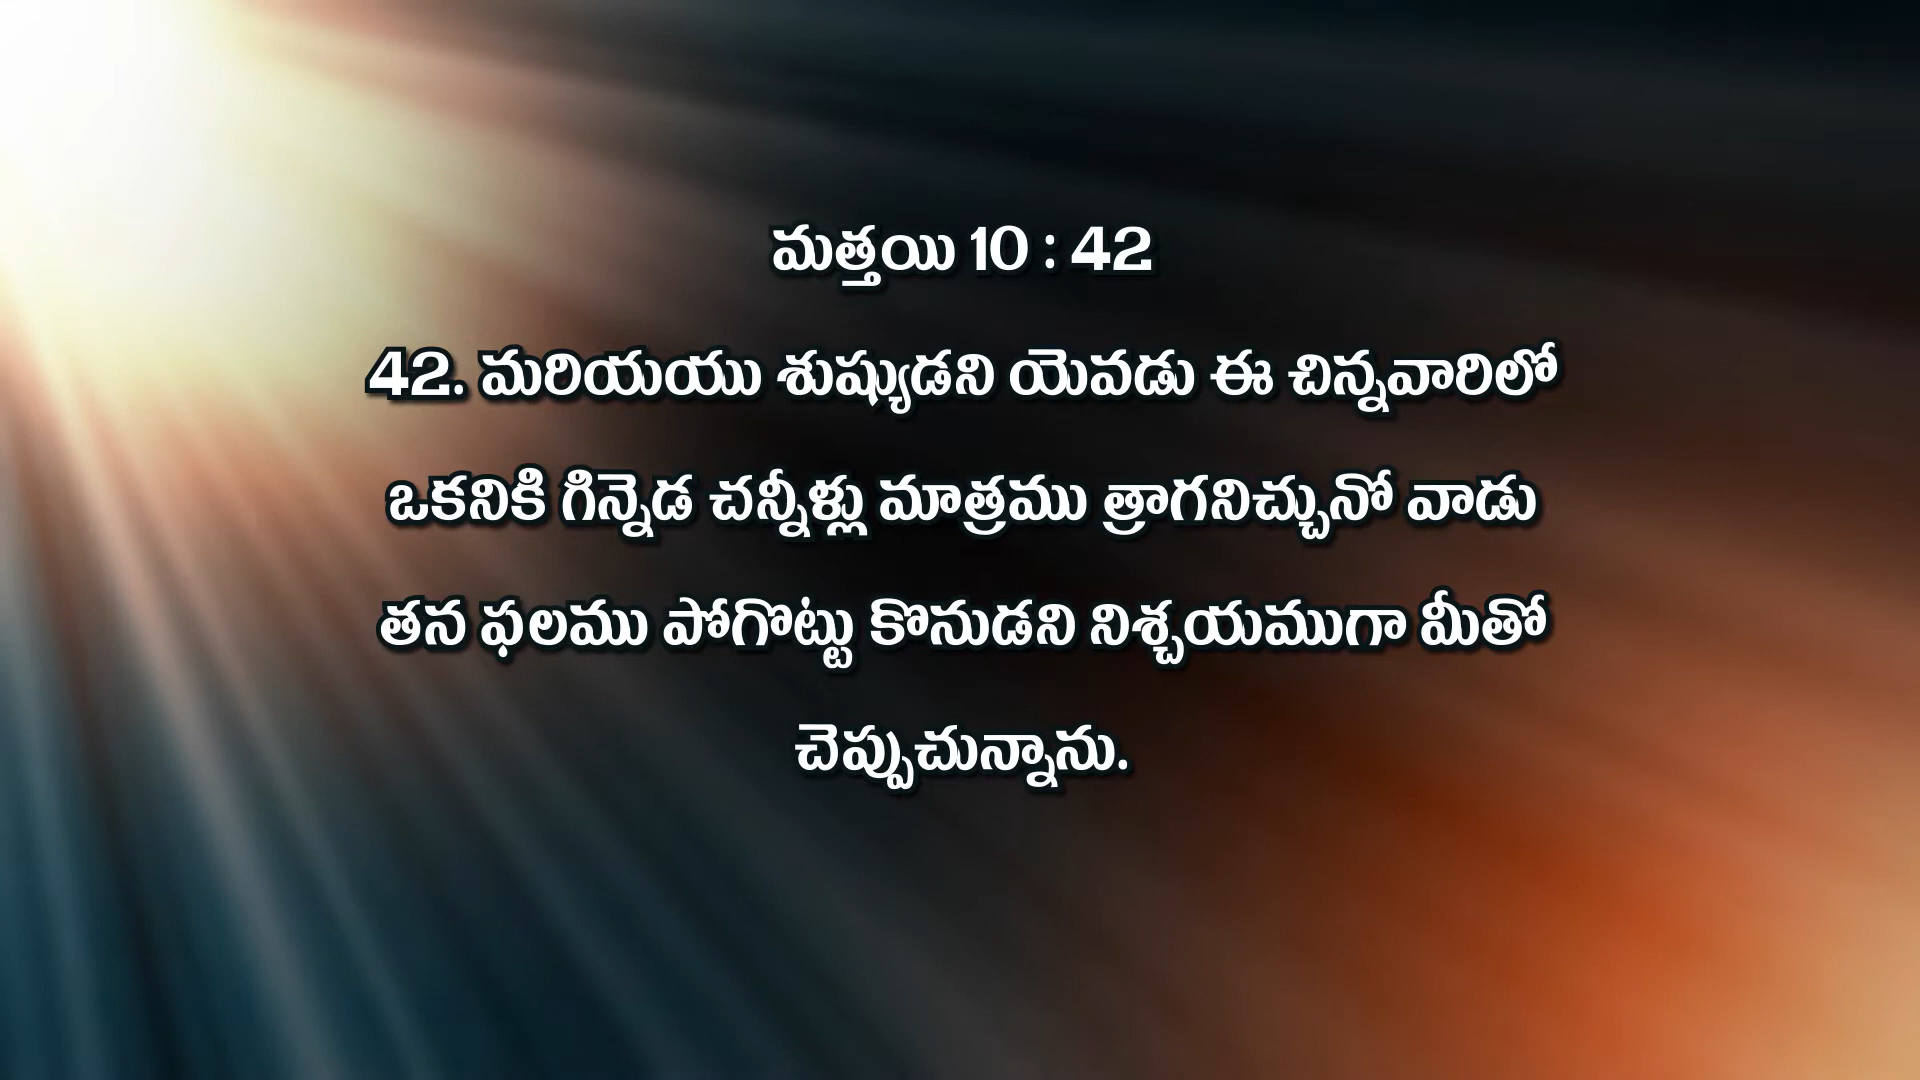 మత్తయి 10 : 42
42. మరియయు శుష్యుడని యెవడు ఈ చిన్నవారిలో
ఒకనికి గిన్నెడ చన్నీళ్లు మాత్రము త్రాగనిచ్చునో వాడు
తన ఫలము పోగొట్టు కొనుడని నిశ్చయముగా మీతో
చెప్పుచున్నాను.